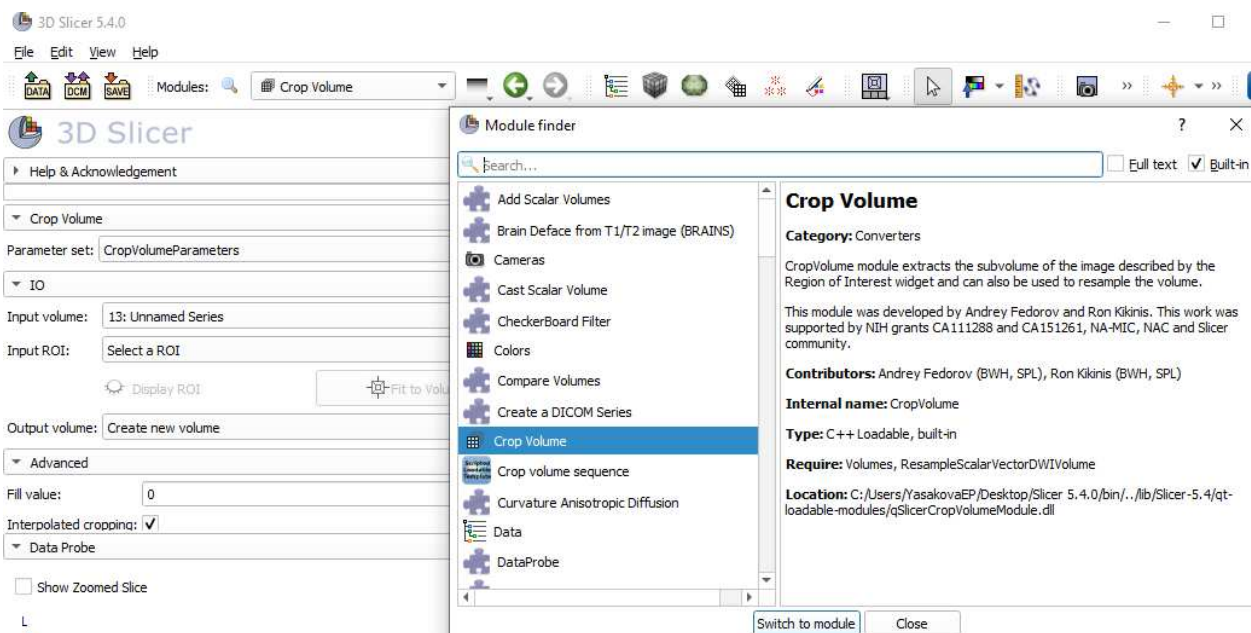 3D Slicer 5.4.0
File Edit View Help
DATA DCM SAVE Modules: Crop Volume
3D Slicer
Help & Acknowledgement
Crop Volume
Parameter set: CropVolumeParameters
IO
Input volume: 13: Unnamed Series
Input ROI: Select a ROI
Display ROI Fit to Volu
Output volume: Create new volume
Advanced
Fill value: 0
Interpolated cropping:
Data Probe
Show Zoomed Slice
L
Module finder
Search... Full text Built-in
Add Scalar Volumes
Brain Deface from T1/T2 image (BRAINS)
Cameras
Cast Scalar Volume
CheckerBoard Filter
Colors
Compare Volumes
Create a DICOM Series
Crop Volume
Crop volume sequence
Curvature Anisotropic Diffusion
Data
DataProbe
Crop Volume
Category: Converters
CropVolume module extracts the subvolume of the image described by the
Region of Interest widget and can also be used to resample the volume.
This module was developed by Andrey Fedorov and Ron Kikinis. This work was
supported by NIH grants CA111288 and CA151261, NA-MIC, NAC and Slicer
community.
Contributors: Andrey Fedorov (BWH, SPL), Ron Kikinis (BWH, SPL)
Internal name: CropVolume
Type: C++ Loadable, built-in
Require: Volumes, ResampleScalarVectorDWIVolume
Location: C:/Users/YasakovaEP/Desktop/Slicer 5.4.0/bin/../lib/Slicer-5.4/qt-
loadable-modules/qSlicerCropVolumeModule.dll
Switch to module Close